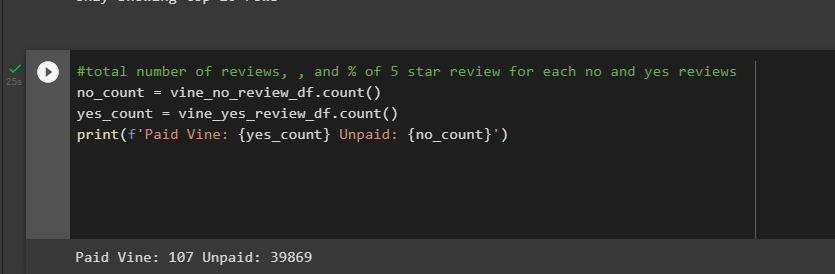 #total number of reviews, , and % of 5 star review for each no and yes reviews
25s
no_count = vine_no_review_df.count()
yes_count = vine_yes_review_df.count()
print(f'Paid Vine: {yes_count} Unpaid: {no_count}')
Paid Vine: 107 Unpaid: 39869